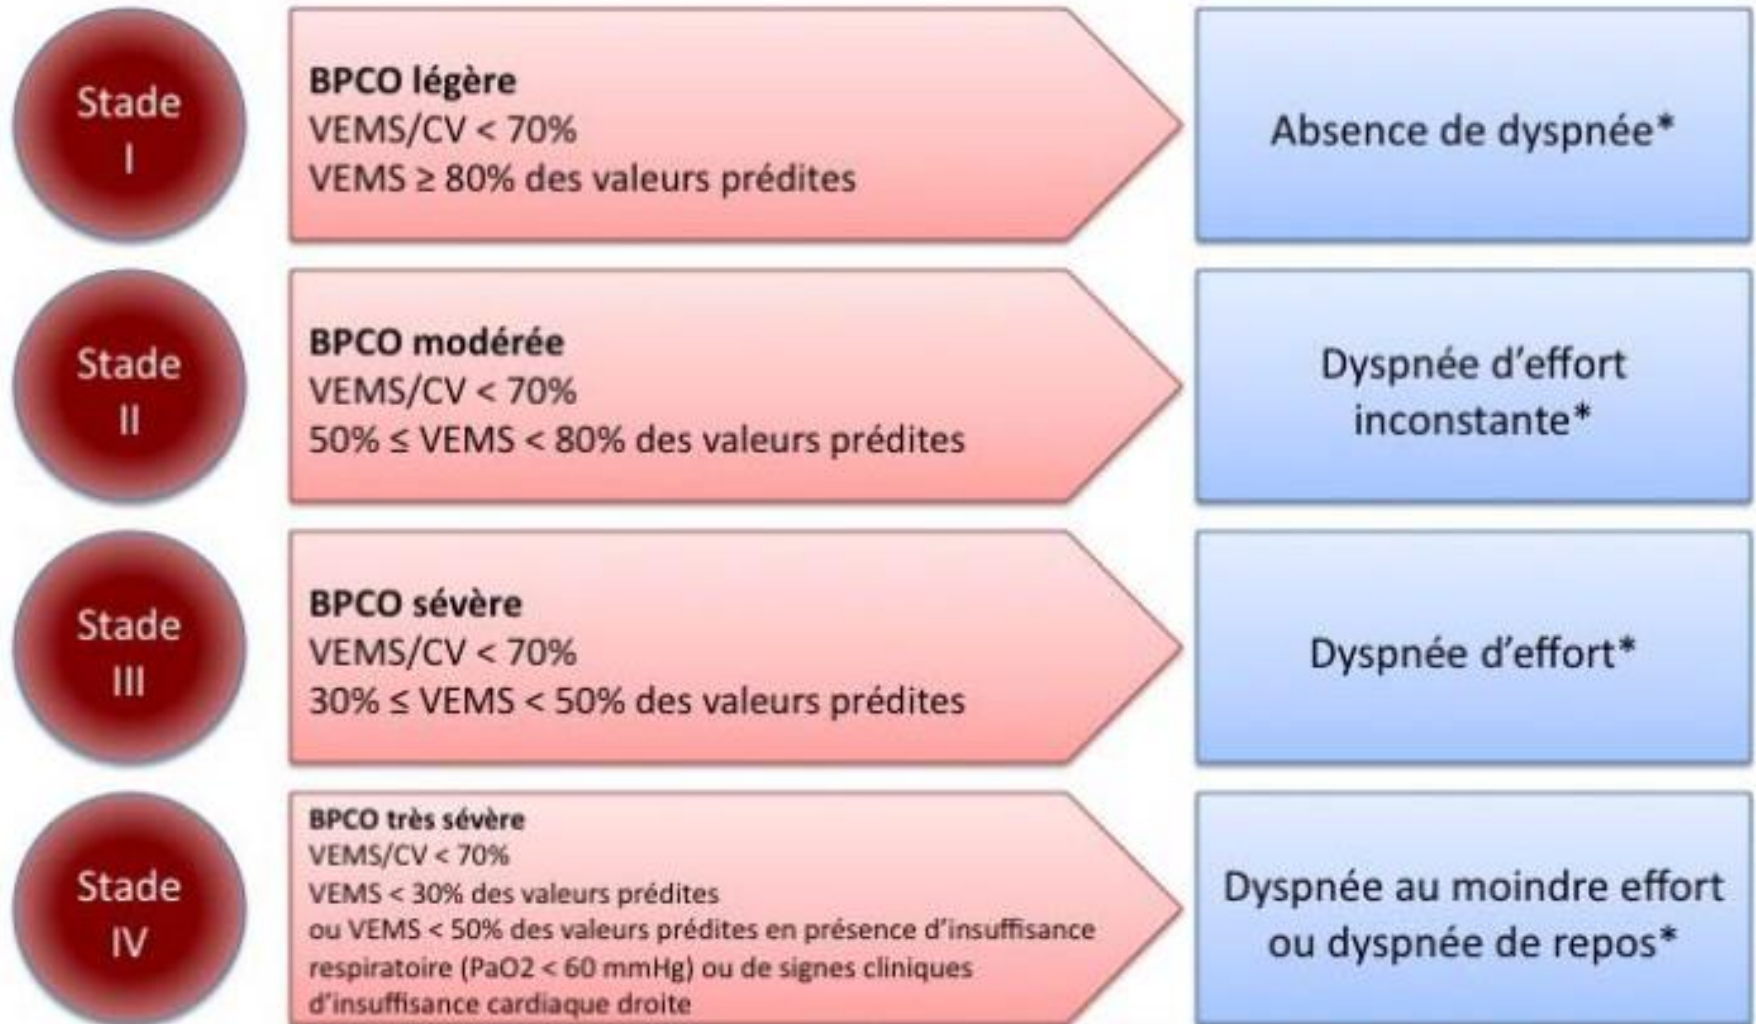 Stade
I
BPCO légère
VEMS/CV < 70%
VEMS ≥ 80% des valeurs prédites
Absence de dyspnée*
Stade
II
BPCO modérée
VEMS/CV < 70%
50% ≤ VEMS < 80% des valeurs prédites
Dyspnée d’effort
inconstante*
Stade
III
BPCO sévère
VEMS/CV < 70%
30% ≤ VEMS < 50% des valeurs prédites
Dyspnée d’effort*
Stade
IV
BPCO très sévère
VEMS/CV < 70%
VEMS < 30% des valeurs prédites
ou VEMS < 50% des valeurs prédites en présence d’insuffisance
respiratoire (PaO2 < 60 mmHg) ou de signes cliniques
d’insuffisance cardiaque droite
Dyspnée au moindre effort
ou dyspnée de repos*